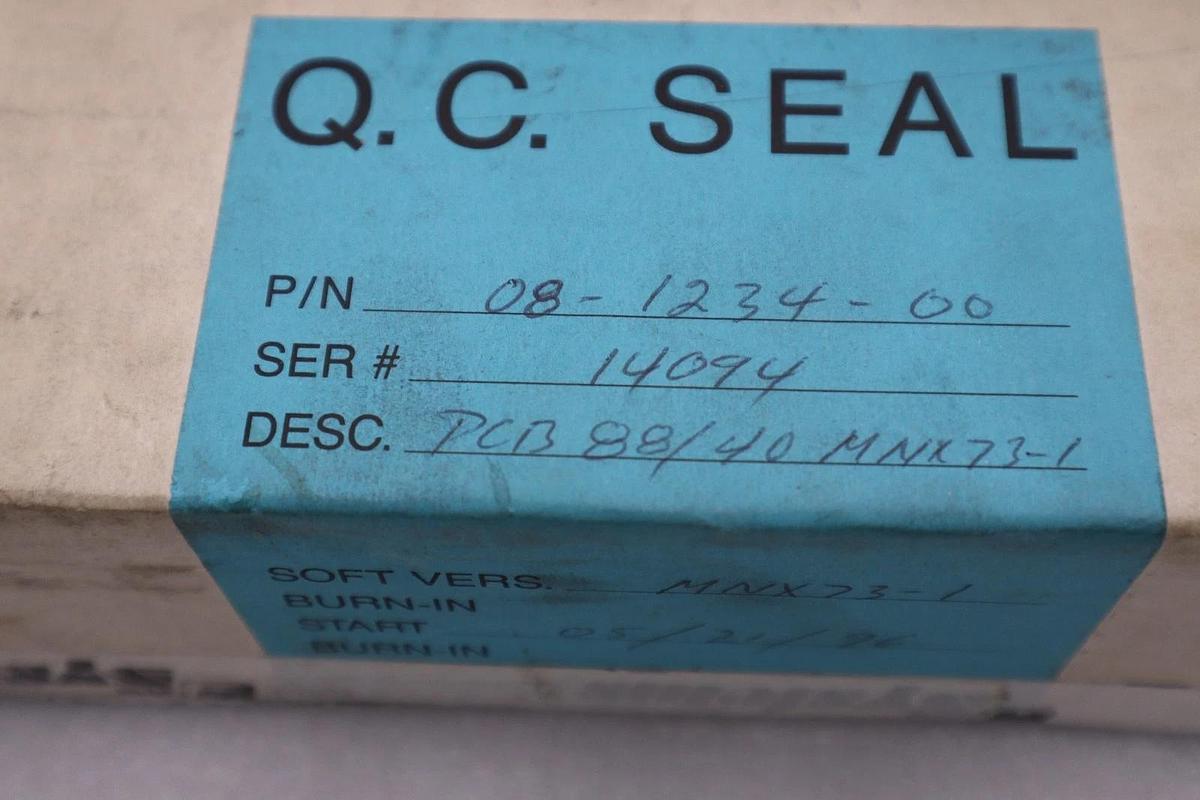 Q.C. SEAL
P/N 08-1234-00
SER # 14094
DESC. PCB 88/40 MNX73-1
SOFT VERS. MNX73-1
BURN-IN
START 05/21/96
BURN-IN